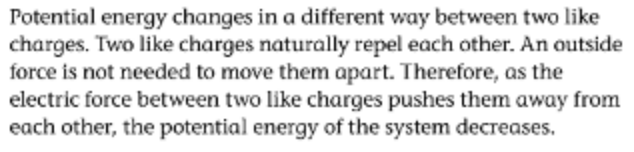 Potential energy changes in a different way between two like
charges. Two like charges naturally repel each other. An outside
force is not needed to move them apart. Therefore, as the
electric force between two like charges pushes them away from
each other, the potential energy of the system decreases.